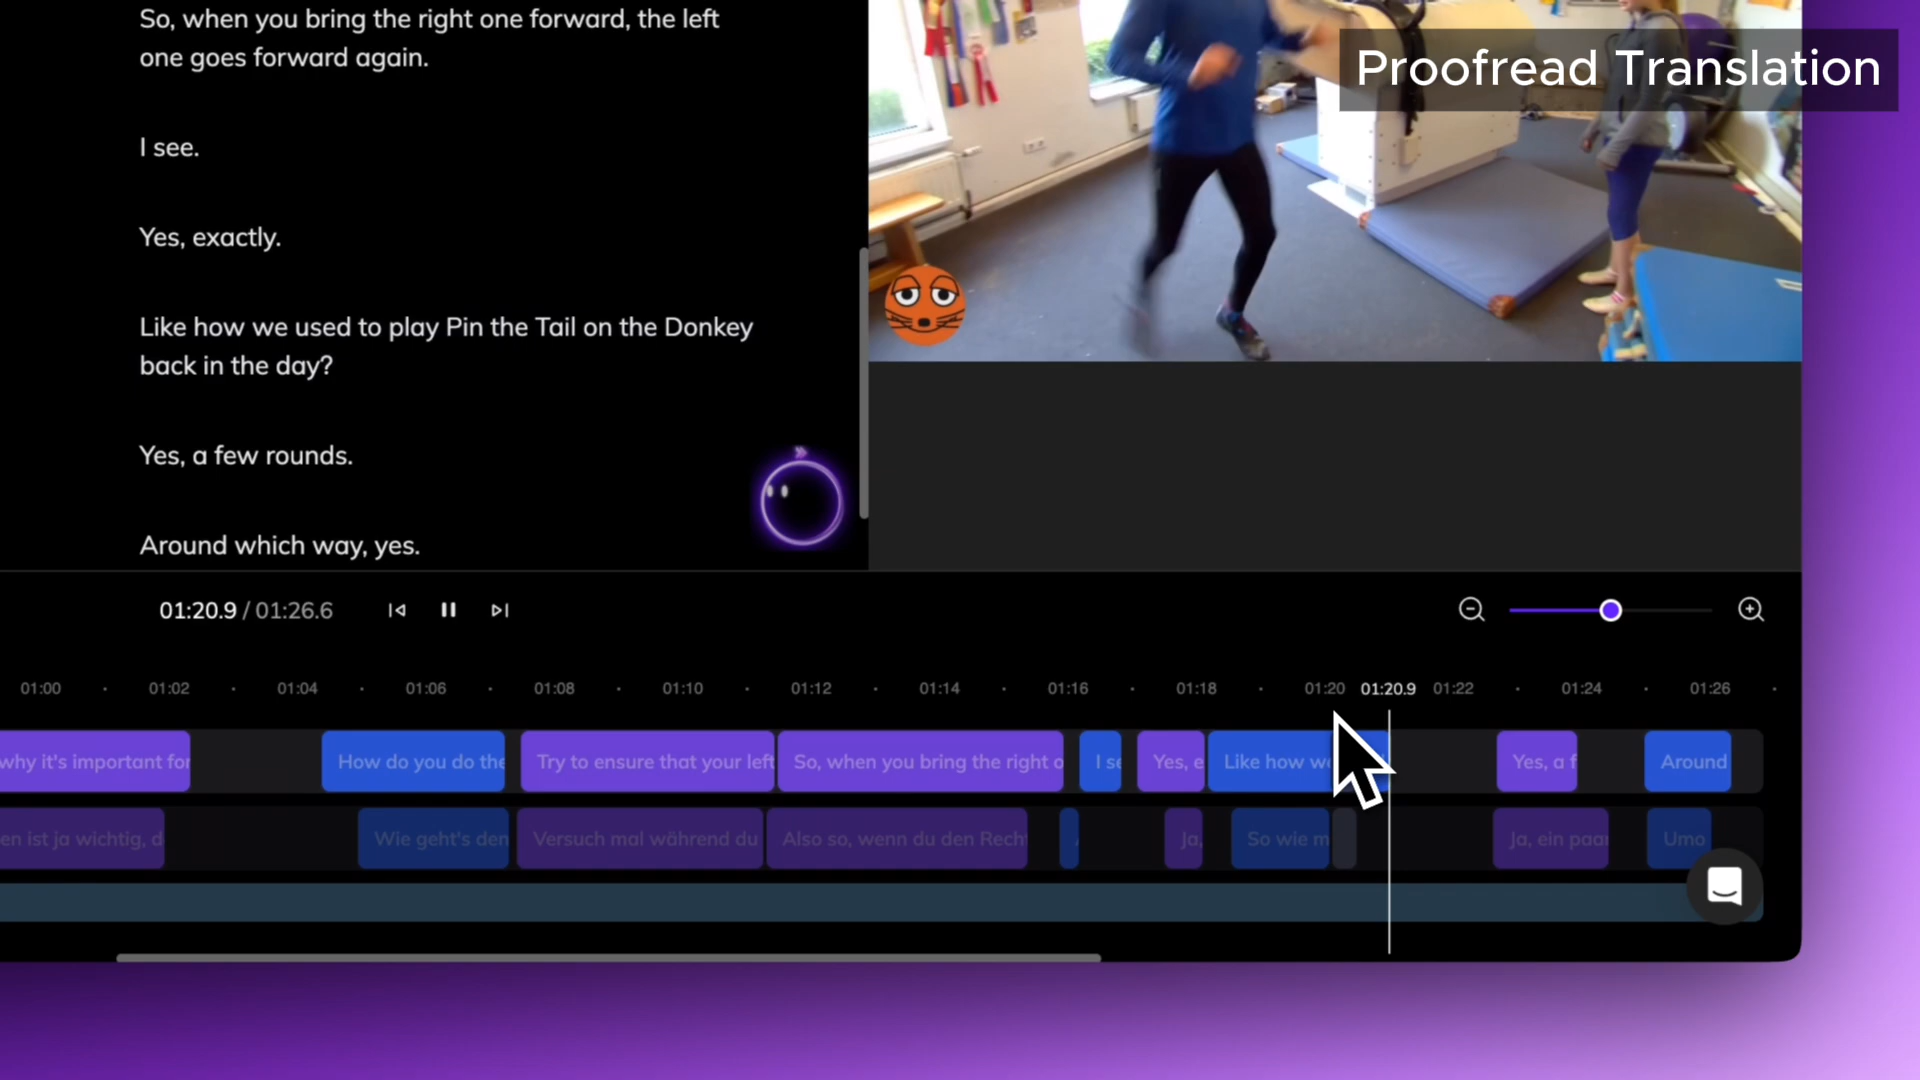 So, when you bring the right one forward, the left
one goes forward again.
I see.
Yes, exactly.
Like how we used to play Pin the Tail on the Donkey
back in the day?
Yes, a few rounds.
Around which way, yes.
Proofread Translation
01:20.9 / 01:26.6
01:00 01:02 01:04 01:06 01:08 01:10 01:12 01:14 01:16 01:18 01:20 01:20.9 01:22 01:24 01:26
why it's important for How do you do the Try to ensure that your left So, when you bring the right o I se Yes, e Like how we Yes, a f Around
en ist ja wichtig, d Wie geht's den Versuch mal während du Also so, wenn du den Rech Ja, So wie m Ja, ein paar Umo